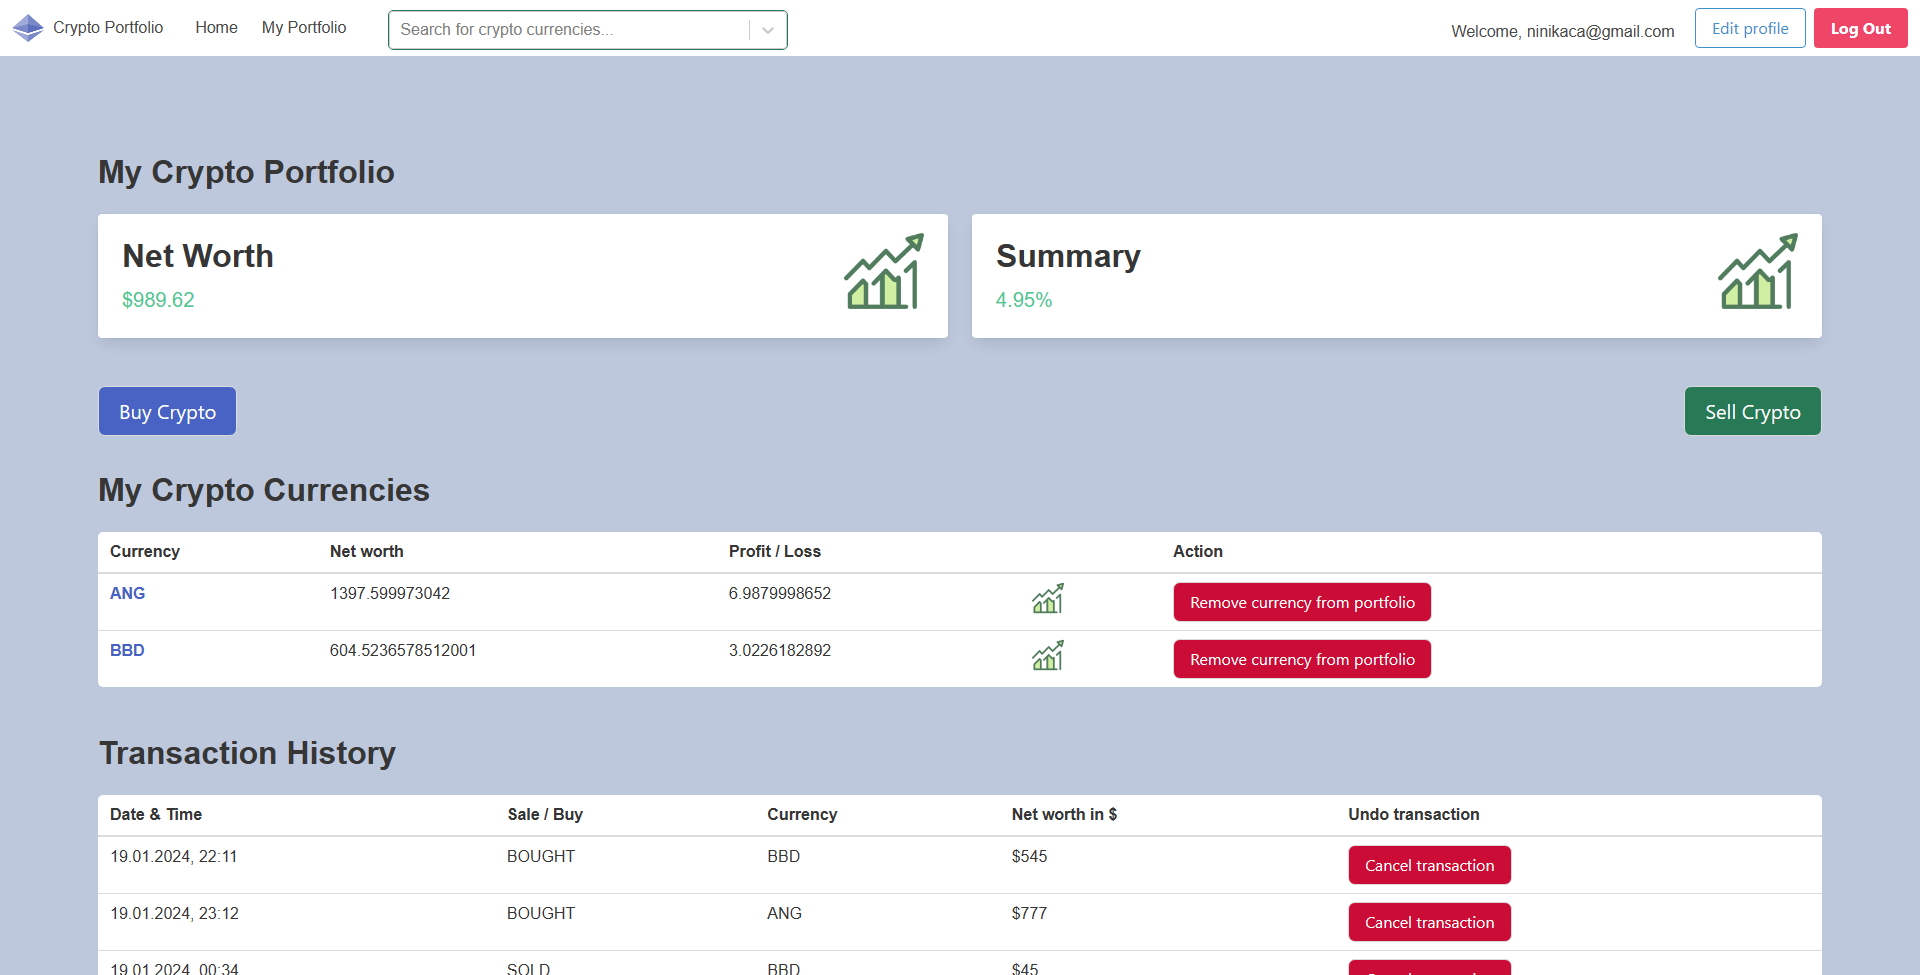 Crypto Portfolio Home My Portfolio Search for crypto currencies... Welcome, ninikaca@gmail.com Edit profile Log Out
My Crypto Portfolio
Net Worth
$989.62
Summary
4.95%
Buy Crypto Sell Crypto
My Crypto Currencies
Currency Net worth Profit / Loss Action
ANG 1397.599973042 6.9879998652 Remove currency from portfolio
BBD 604.5236578512001 3.0226182892 Remove currency from portfolio
Transaction History
Date & Time Sale / Buy Currency Net worth in $ Undo transaction
19.01.2024, 22:11 BOUGHT BBD $545 Cancel transaction
19.01.2024, 23:12 BOUGHT ANG $777 Cancel transaction
19.01.2024, 00:34 SOLD BBD $45